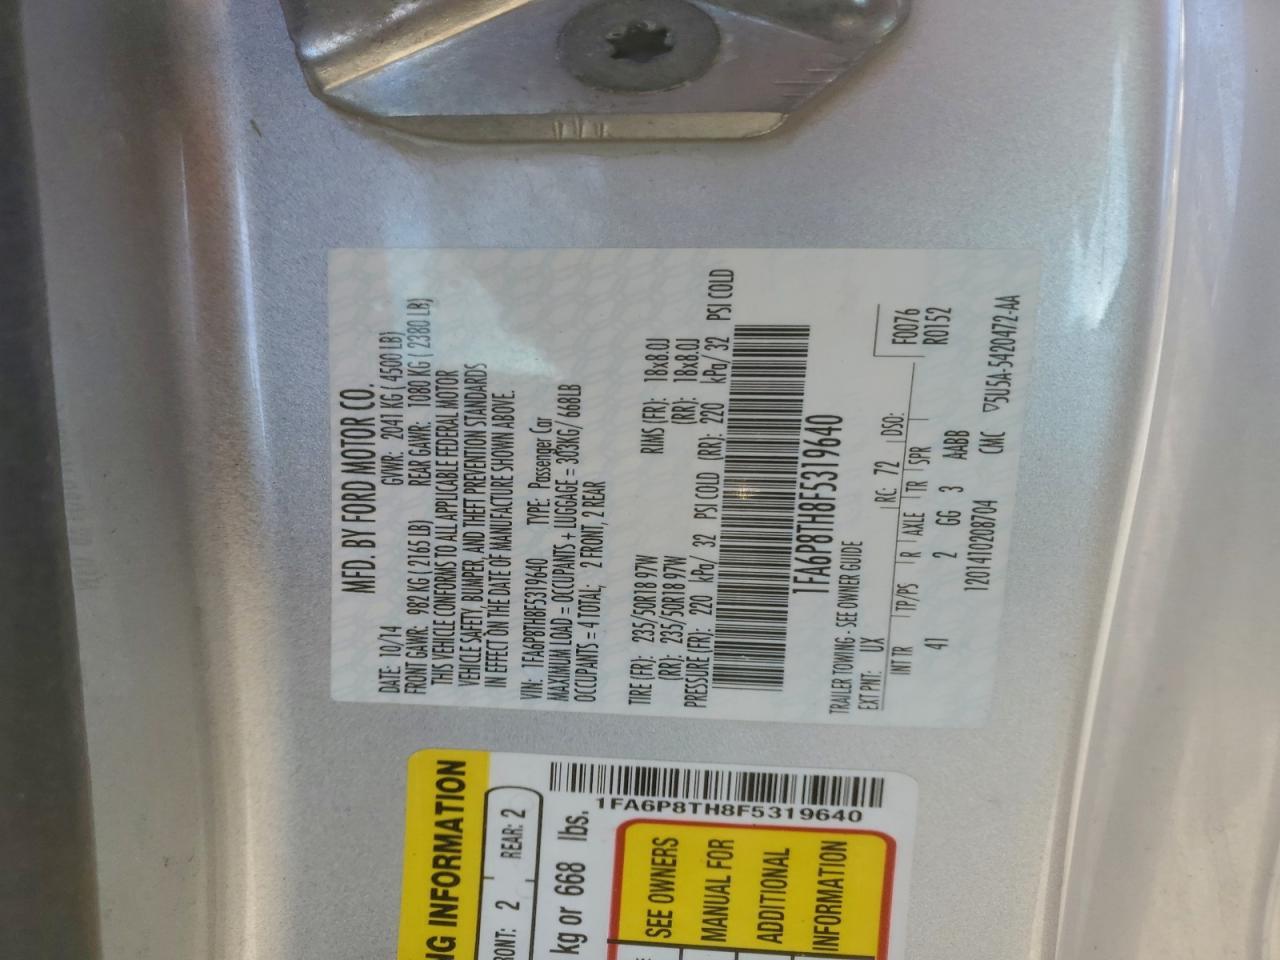 MFD. BY FORD MOTOR CO.
DATE: 10/14 GVWR: 2041 KG ( 4500 LB)
FRONT GAWR: 982 KG ( 2165 LB) REAR GAWR: 1080 KG ( 2380 LB)
THIS VEHICLE CONFORMS TO ALL APPLICABLE FEDERAL MOTOR
VEHICLE SAFETY, BUMPER, AND THEFT PREVENTION STANDARDS
IN EFFECT ON THE DATE OF MANUFACTURE SHOWN ABOVE.
VIN: 1FA6P8TH8F5319640 TYPE: Passenger Car
MAXIMUM LOAD = OCCUPANTS + LUGGAGE = 303KG/ 668LB
OCCUPANTS = 4 TOTAL; 2 FRONT, 2 REAR
TIRE (FR): 235/50R18 97W RIMS (FR): 18x8.0J
(RR): 235/50R18 97W (RR): 18x8.0J
PRESSURE (FR): 220 kPa/ 32 PSI COLD (RR): 220 kPa/ 32 PSI COLD
1FA6P8TH8F5319640
TRAILER TOWING - SEE OWNER GUIDE
EXT PNT: UX RC: 72 DSO: F0076
INT TR TP/PS R AXLE TR SPR R0152
41 2 GG 3 AABB
1201410208704 CMC ▽5U5A-5420472-AA
NG INFORMATION
RONT: 2 REAR: 2
kg or 668 lbs.
1FA6P8TH8F5319640
SEE OWNERS
MANUAL FOR
ADDITIONAL
INFORMATION